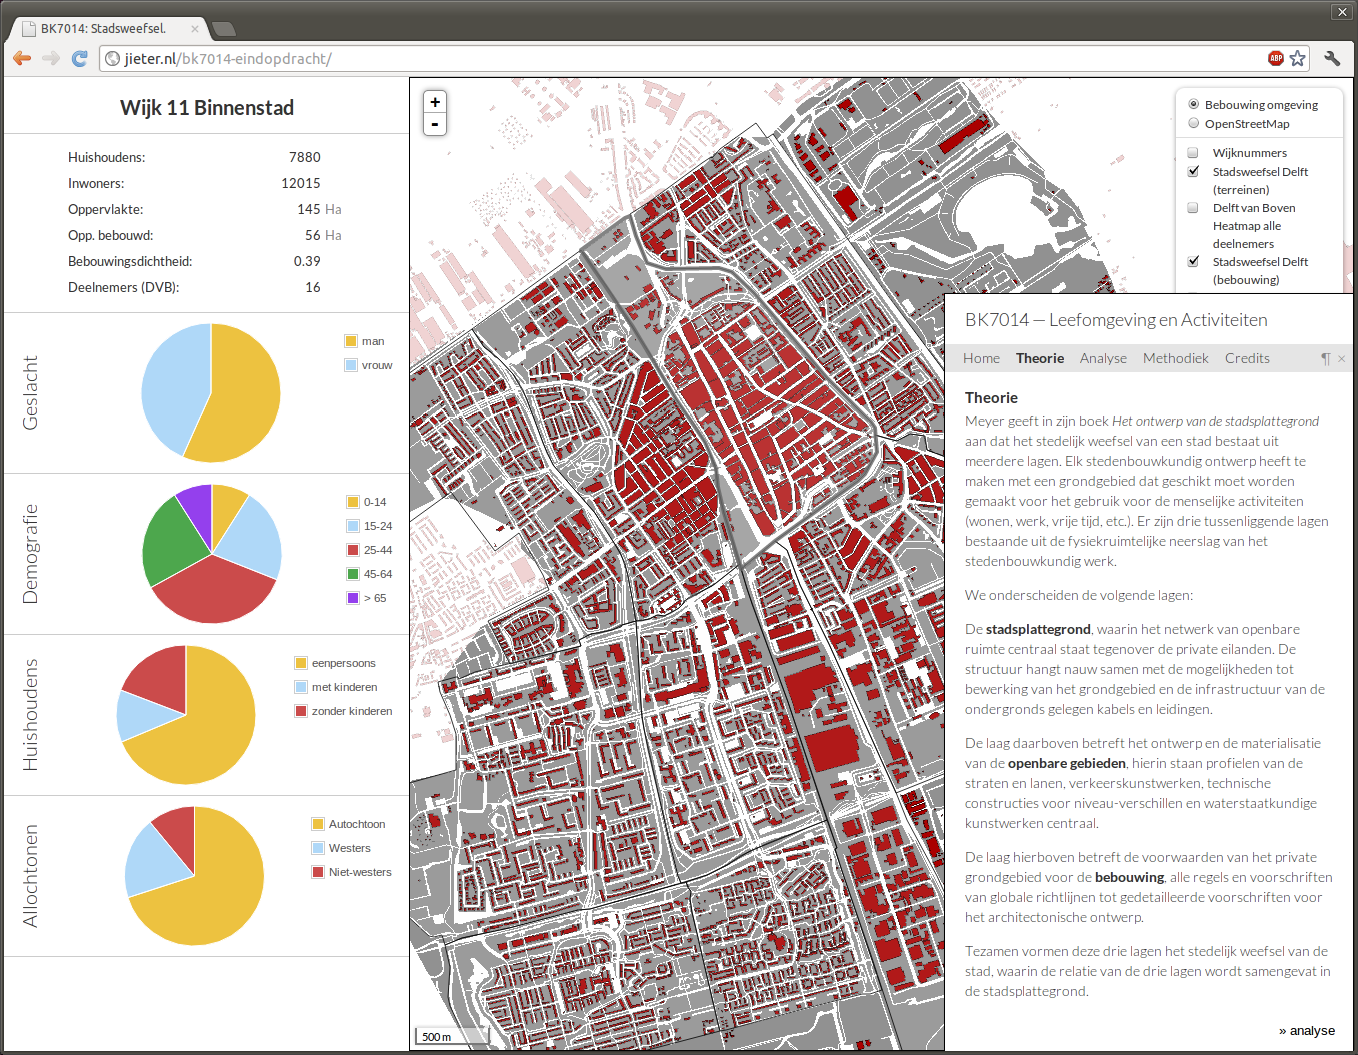 BK7014: Stadsweefsel.
jieter.nl/bk7014-eindopdracht/
ABP
Wijk 11 Binnenstad
Huishoudens: 7880
Inwoners: 12015
Oppervlakte: 145 Ha
Opp. bebouwd: 56 Ha
Bebouwingsdichtheid: 0.39
Deelnemers (DVB): 16
Geslacht
man
vrouw
Demografie
0-14
15-24
25-44
45-64
> 65
Huishoudens
eenpersoons
met kinderen
zonder kinderen
Allochtonen
Autochtoon
Westers
Niet-westers
+
-
500 m
Bebouwing omgeving
OpenStreetMap
Wijknummers
Stadsweefsel Delft
(terreinen)
Delft van Boven
Heatmap alle
deelnemers
Stadsweefsel Delft
(bebouwing)
BK7014 — Leefomgeving en Activiteiten
Home Theorie Analyse Methodiek Credits ¶ ×
Theorie
Meyer geeft in zijn boek Het ontwerp van de stadsplattegrond
aan dat het stedelijk weefsel van een stad bestaat uit
meerdere lagen. Elk stedenbouwkundig ontwerp heeft te
maken met een grondgebied dat geschikt moet worden
gemaakt voor het gebruik voor de menselijke activiteiten
(wonen, werk, vrije tijd, etc.). Er zijn drie tussenliggende lagen
bestaande uit de fysiekruimtelijke neerslag van het
stedenbouwkundig werk.
We onderscheiden de volgende lagen:
De stadsplattegrond, waarin het netwerk van openbare
ruimte centraal staat tegenover de private eilanden. De
structuur hangt nauw samen met de mogelijkheden tot
bewerking van het grondgebied en de infrastructuur van de
ondergronds gelegen kabels en leidingen.
De laag daarboven betreft het ontwerp en de materialisatie
van de openbare gebieden, hierin staan profielen van de
straten en lanen, verkeerskunstwerken, technische
constructies voor niveau-verschillen en waterstaatkundige
kunstwerken centraal.
De laag hierboven betreft de voorwaarden van het private
grondgebied voor de bebouwing, alle regels en voorschriften
van globale richtlijnen tot gedetailleerde voorschriften voor
het architectonische ontwerp.
Tezamen vormen deze drie lagen het stedelijk weefsel van de
stad, waarin de relatie van de drie lagen wordt samengevat in
de stadsplattegrond.
» analyse